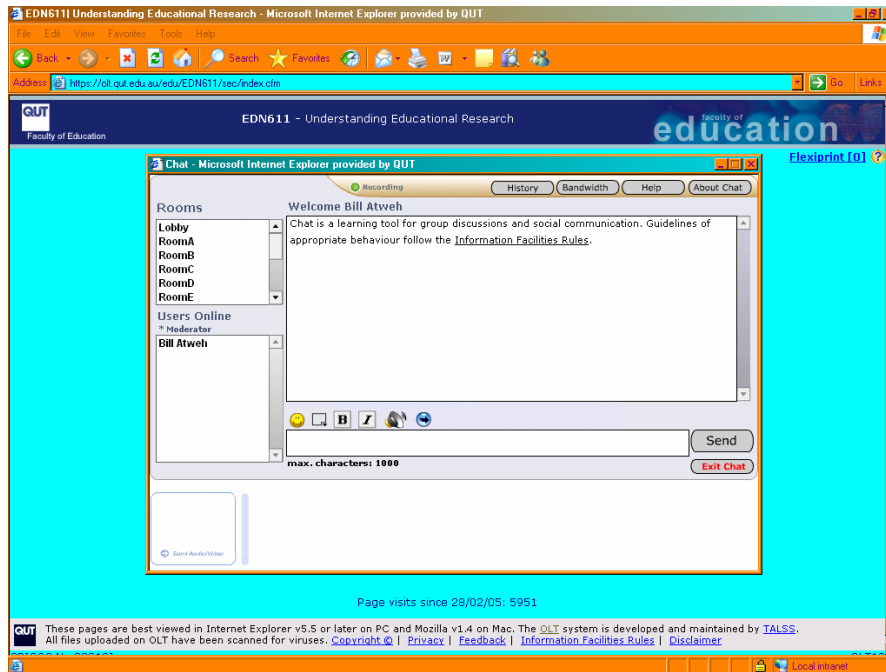 EDN611| Understanding Educational Research - Microsoft Internet Explorer provided by QUT
File Edit View Favorites Tools Help
Back Search Favorites
Address https://olt.qut.edu.au/edu/EDN611/sec/index.cfm Go Links
QUT
Faculty of Education
EDN611 - Understanding Educational Research
faculty of
education
Flexiprint [0]
Chat - Microsoft Internet Explorer provided by QUT
Recording History Bandwidth Help About Chat
Rooms
Lobby
RoomA
RoomB
RoomC
RoomD
RoomE
Users Online
* Moderator
Bill Atweh
Welcome Bill Atweh
Chat is a learning tool for group discussions and social communication. Guidelines of
appropriate behaviour follow the Information Facilities Rules.
B I
Send
max. characters: 1000
Exit Chat
Send Audio/Video
Page visits since 28/02/05: 5951
QUT
These pages are best viewed in Internet Explorer v5.5 or later on PC and Mozilla v1.4 on Mac. The OLT system is developed and maintained by TALSS.
All files uploaded on OLT have been scanned for viruses. Copyright © | Privacy | Feedback | Information Facilities Rules | Disclaimer
Local intranet